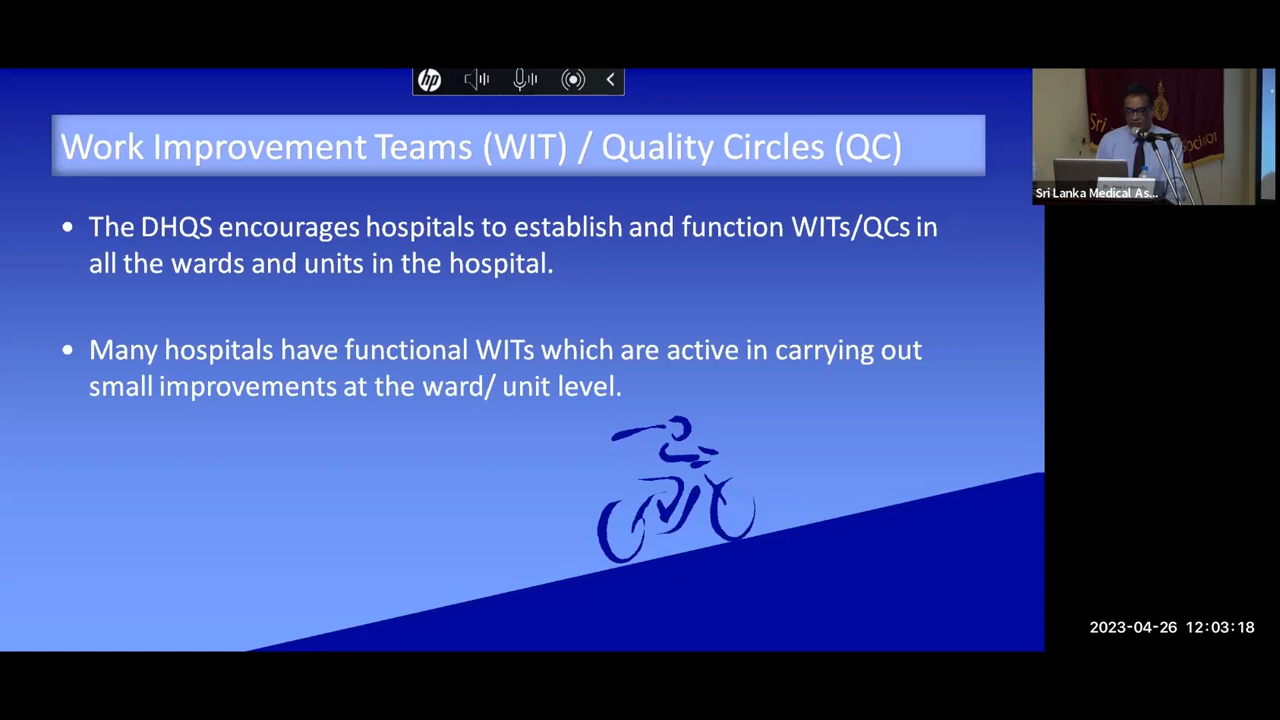 hp
Work Improvement Teams (WIT) / Quality Circles (QC)
• The DHQS encourages hospitals to establish and function WITs/QCs in
all the wards and units in the hospital.
• Many hospitals have functional WITs which are active in carrying out
small improvements at the ward/ unit level.
Sri
Sri Lanka Medical As...
2023-04-26 12:03:18